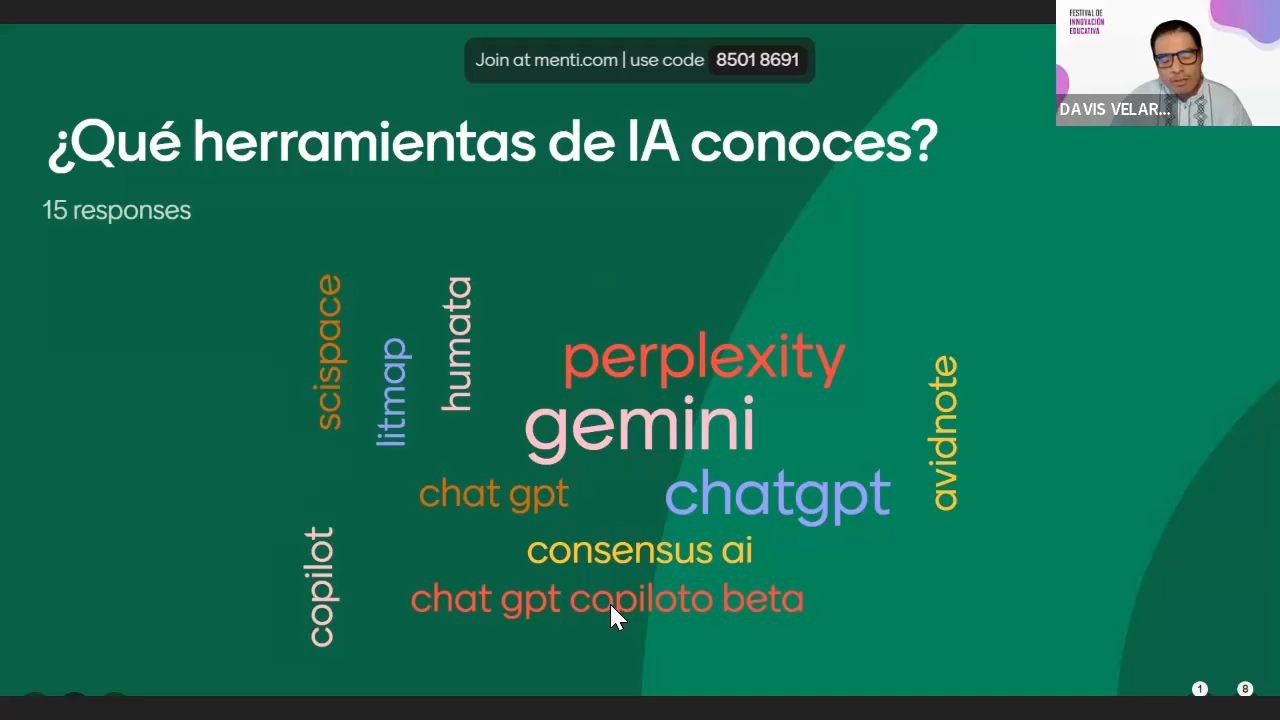 Join at menti.com | use code 8501 8691
FESTIVAL DE
INNOVACIÓN
EDUCATIVA
DAVIS VELAR...
¿Qué herramientas de IA conoces?
15 responses
scispace
litmap
humata
perplexity
gemini
avidnote
chat gpt
chatgpt
consensus ai
copilot
chat gpt copiloto beta
1
8